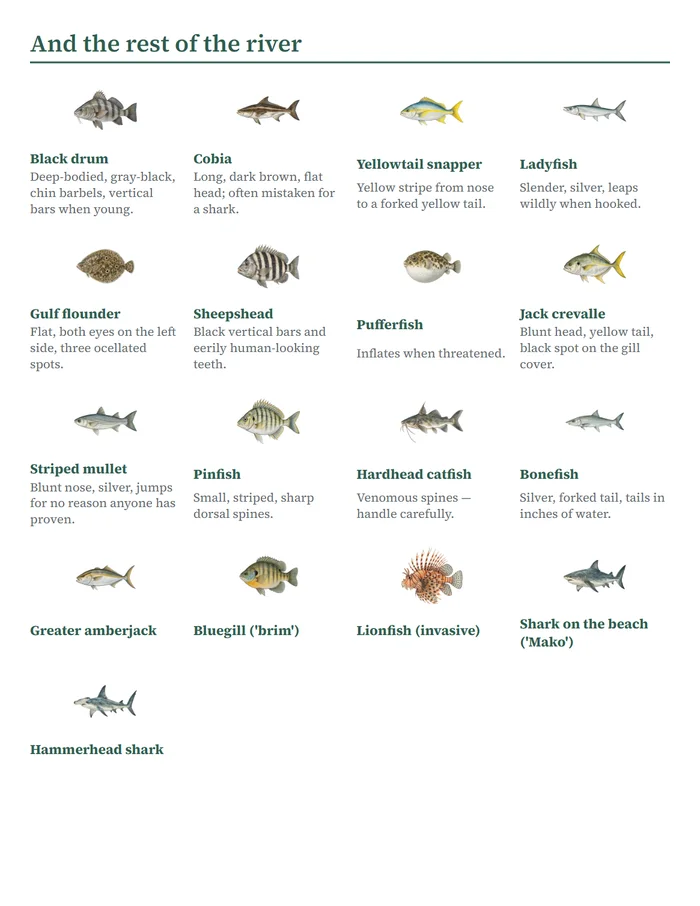 And the rest of the river
Black drum
Deep-bodied, gray-black,
chin barbels, vertical
bars when young.
Cobia
Long, dark brown, flat
head; often mistaken for
a shark.
Yellowtail snapper
Yellow stripe from nose
to a forked yellow tail.
Ladyfish
Slender, silver, leaps
wildly when hooked.
Gulf flounder
Flat, both eyes on the left
side, three ocellated
spots.
Sheepshead
Black vertical bars and
eerily human-looking
teeth.
Pufferfish
Inflates when threatened.
Jack crevalle
Blunt head, yellow tail,
black spot on the gill
cover.
Striped mullet
Blunt nose, silver, jumps
for no reason anyone has
proven.
Pinfish
Small, striped, sharp
dorsal spines.
Hardhead catfish
Venomous spines —
handle carefully.
Bonefish
Silver, forked tail, tails in
inches of water.
Greater amberjack
Bluegill ('brim')
Lionfish (invasive)
Shark on the beach
('Mako')
Hammerhead shark